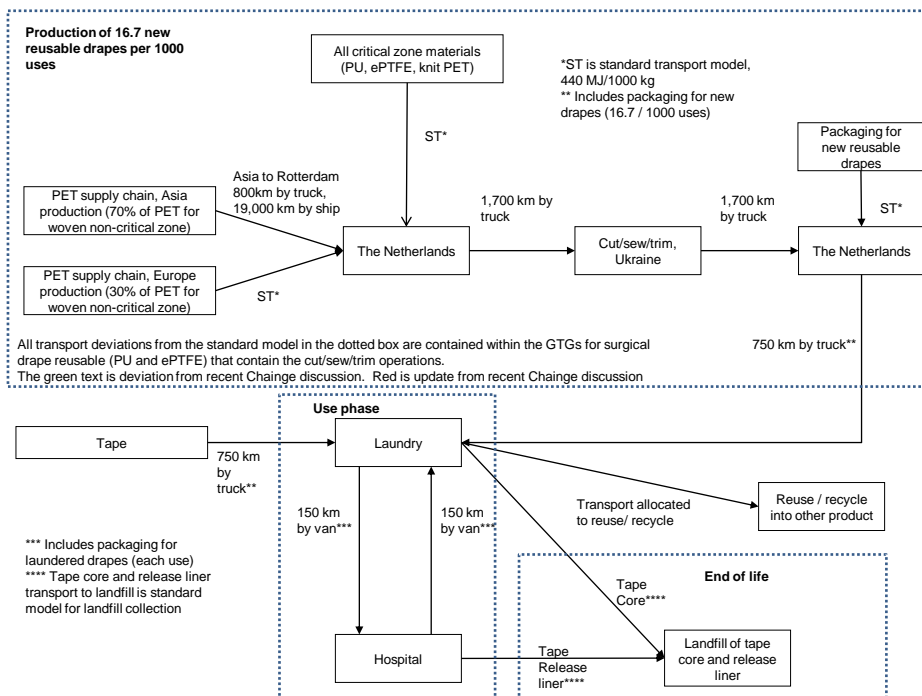 Production of 16.7 new
reusable drapes per 1000
uses
All critical zone materials
(PU, ePTFE, knit PET)
*ST is standard transport model,
440 MJ/1000 kg
** Includes packaging for new
drapes (16.7 / 1000 uses)
Packaging for
new reusable
drapes
ST*
ST*
PET supply chain, Asia
production (70% of PET for
woven non-critical zone)
Asia to Rotterdam
800km by truck,
19,000 km by ship
The Netherlands
1,700 km by
truck
Cut/sew/trim,
Ukraine
1,700 km
by truck
The Netherlands
PET supply chain, Europe
production (30% of PET for
woven non-critical zone)
ST*
All transport deviations from the standard model in the dotted box are contained within the GTGs for surgical
drape reusable (PU and ePTFE) that contain the cut/sew/trim operations.
The green text is deviation from recent Chainge discussion.  Red is update from recent Chainge discussion
750 km by truck**
Use phase
Tape
750 km
by
truck**
Laundry
150 km
by van***
150 km
by van***
Transport allocated
to reuse/ recycle
Reuse / recycle
into other product
*** Includes packaging for
laundered drapes (each use)
**** Tape core and release liner
transport to landfill is standard
model for landfill collection
End of life
Tape
Core****
Hospital
Tape
Release
liner****
Landfill of tape
core and release
liner